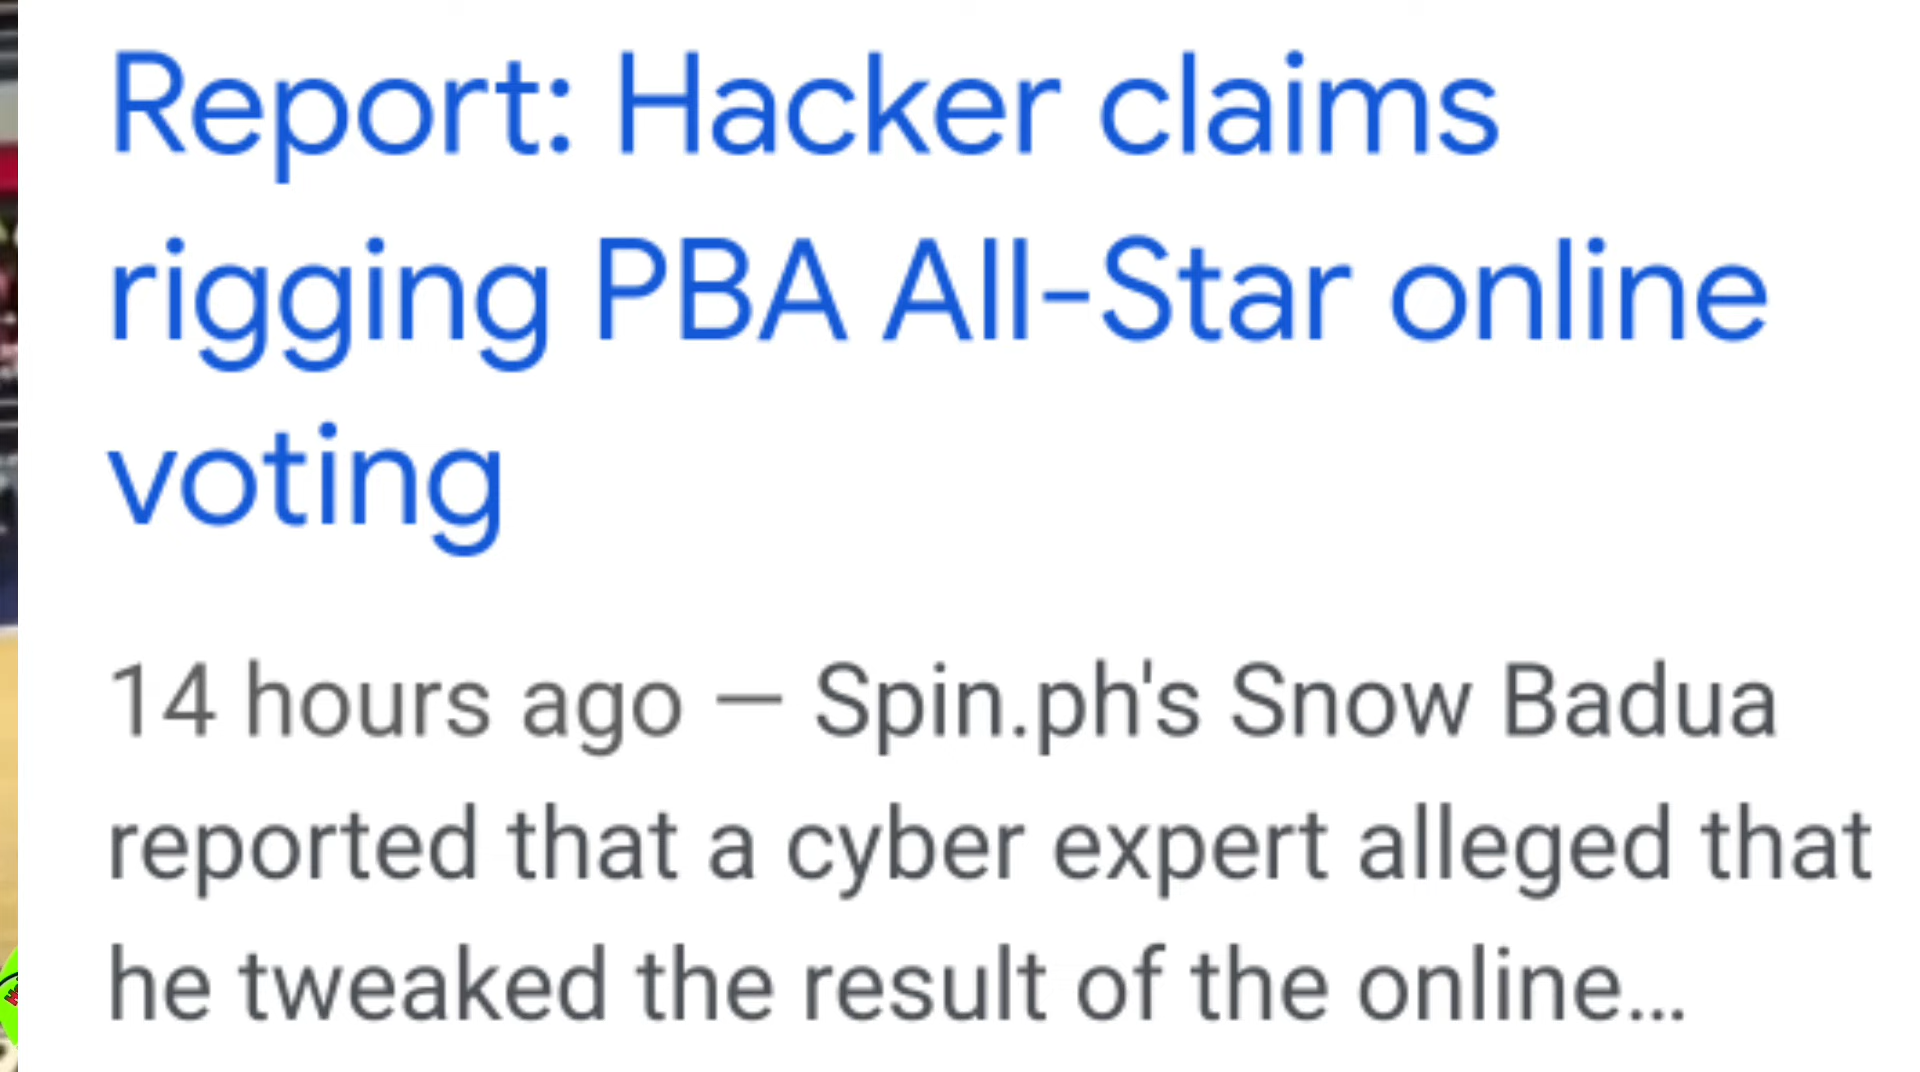 Report: Hacker claims
rigging PBA All-Star online
voting
14 hours ago — Spin.ph's Snow Badua
reported that a cyber expert alleged that
he tweaked the result of the online...